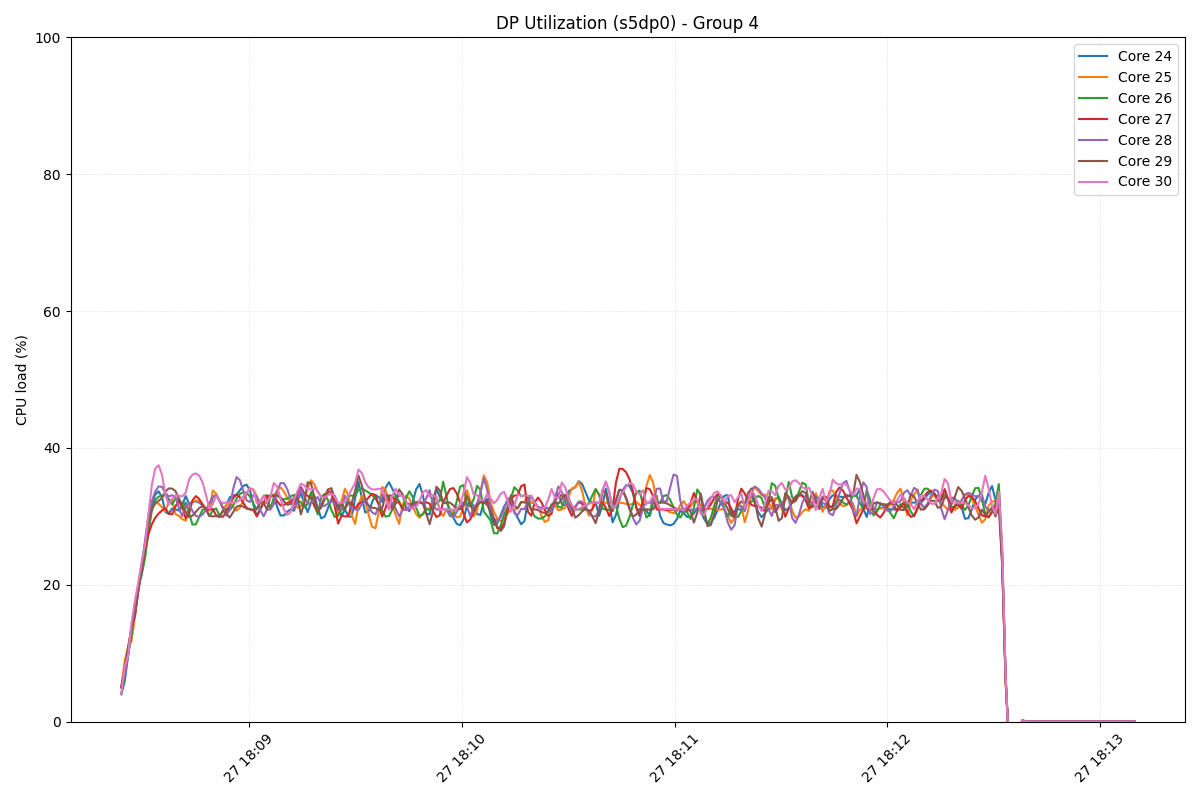 DP Utilization (s5dp0) - Group 4
100
80
60
40
20
0
CPU load (%)
Core 24
Core 25
Core 26
Core 27
Core 28
Core 29
Core 30
27 18:09
27 18:10
27 18:11
27 18:12
27 18:13